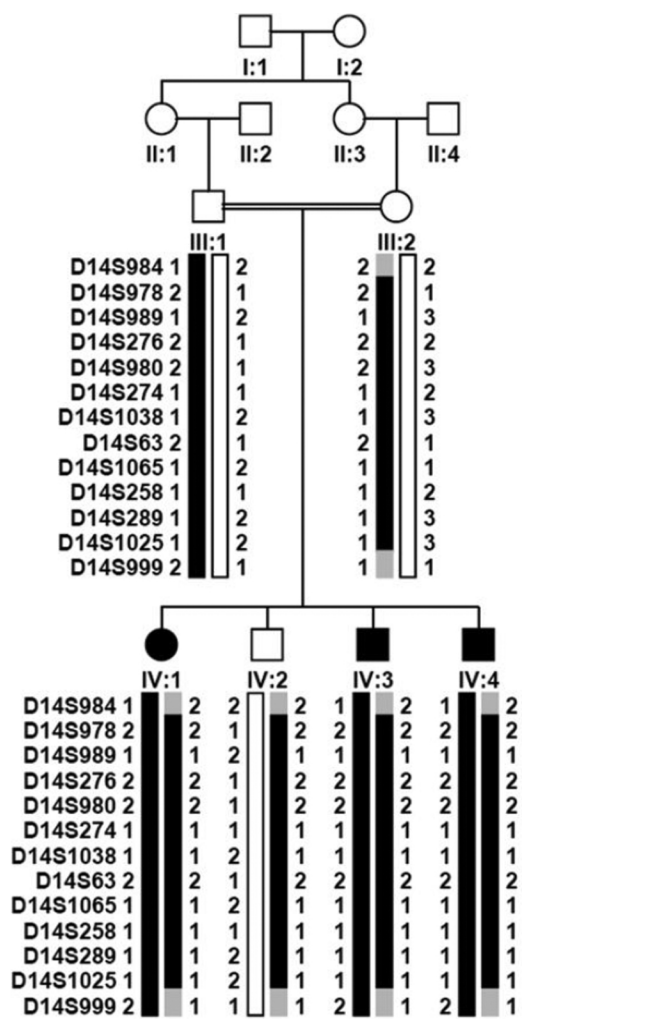 I:1 I:2
II:1 II:2 II:3 II:4
III:1 III:2
D14S984 1 2 2 2
D14S978 2 1 2 1
D14S989 1 2 1 3
D14S276 2 1 2 2
D14S980 2 1 2 3
D14S274 1 1 1 2
D14S1038 1 2 1 3
D14S63 2 1 2 1
D14S1065 1 2 1 1
D14S258 1 1 1 2
D14S289 1 2 1 3
D14S1025 1 2 1 3
D14S999 2 1 1 1
IV:1 IV:2 IV:3 IV:4
D14S984 1 2 2 2 1 2 1 2
D14S978 2 2 1 2 2 2 2 2
D14S989 1 1 2 1 1 1 1 1
D14S276 2 2 1 2 2 2 2 2
D14S980 2 2 1 2 2 2 2 2
D14S274 1 1 1 1 1 1 1 1
D14S1038 1 1 2 1 1 1 1 1
D14S63 2 2 1 2 2 2 2 2
D14S1065 1 1 2 1 1 1 1 1
D14S258 1 1 1 1 1 1 1 1
D14S289 1 1 2 1 1 1 1 1
D14S1025 1 1 2 1 1 1 1 1
D14S999 2 1 1 1 2 1 2 1